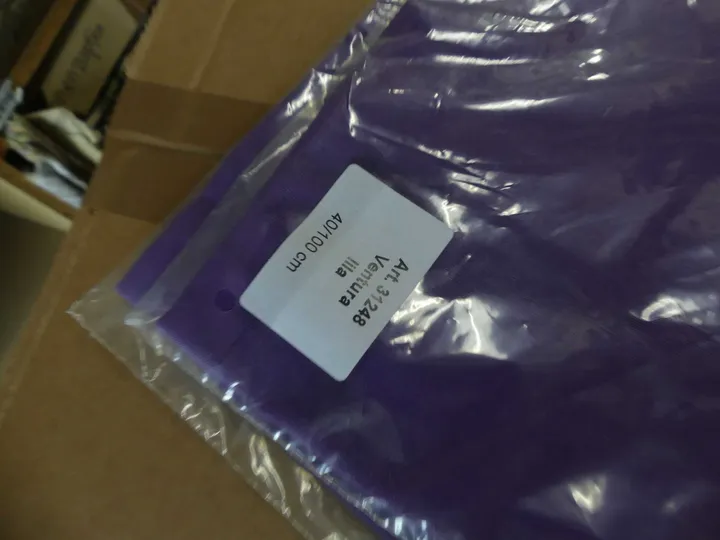 Art. 31248
Ventura
lila
40/100 cm